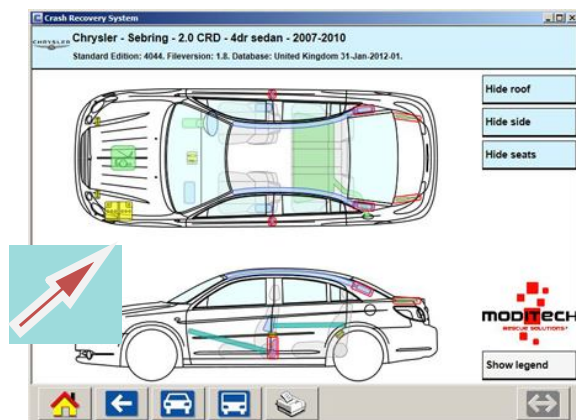 Crash Recovery System
CHRYSLER
Chrysler - Sebring - 2.0 CRD - 4dr sedan - 2007-2010
Standard Edition: 4044. Fileversion: 1.8. Database: United Kingdom 31-Jan-2012-01.
Hide roof
Hide side
Hide seats
MODITECH
RESCUE SOLUTIONS
Show legend